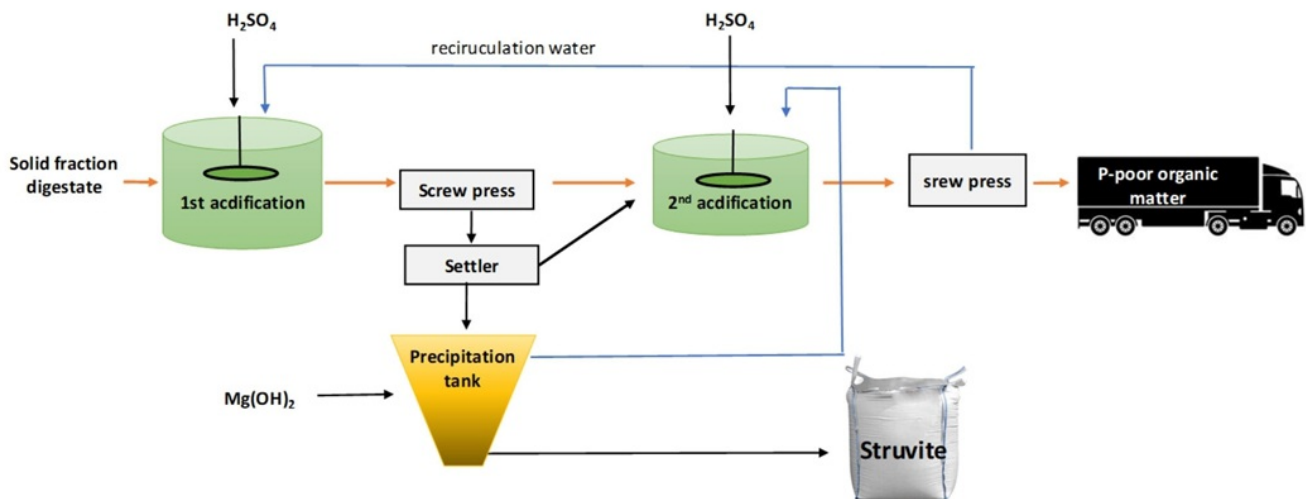 H₂SO₄
H₂SO₄
reciruculation water
Solid fraction
digestate
1st acdification
Screw press
2nd acdification
srew press
P-poor organic
matter
Settler
Precipitation
tank
Mg(OH)₂
Struvite